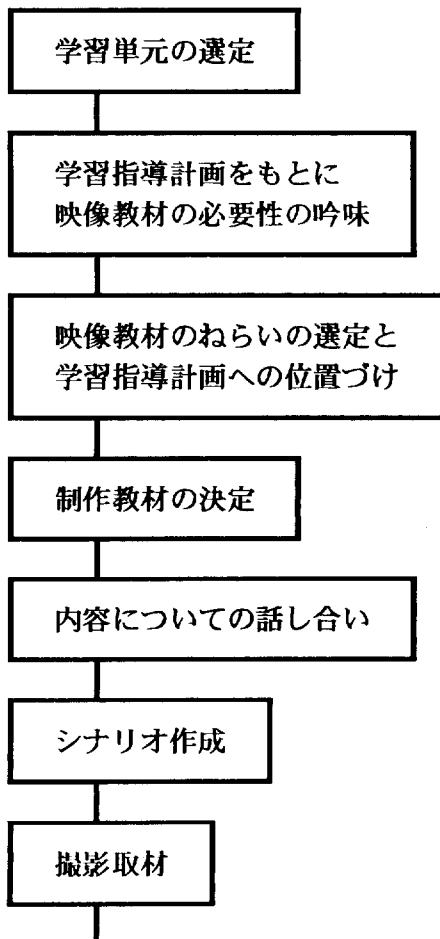 学習単元の選定
学習指導計画をもとに
映像教材の必要性の吟味
映像教材のねらいの選定と
学習指導計画への位置づけ
制作教材の決定
内容についての話し合い
シナリオ作成
撮影取材